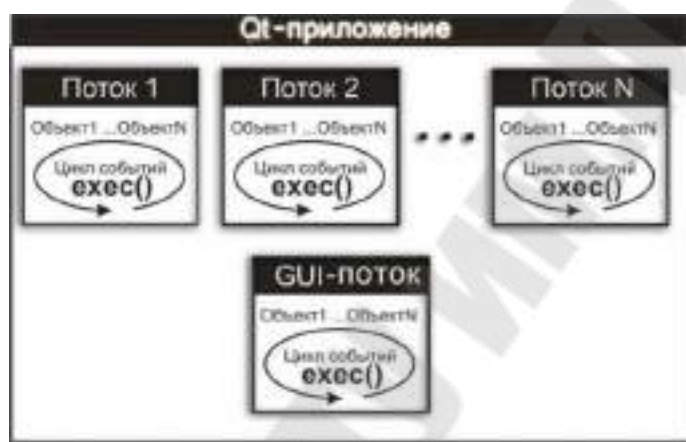 Qt-приложение
Поток 1
Объект1 ...ОбъектN
Цикл событий
exec()
Поток 2
Объект1 ...ОбъектN
Цикл событий
exec()
...
Поток N
Объект1 ...ОбъектN
Цикл событий
exec()
GUI-поток
Объект1 ...ОбъектN
Цикл событий
exec()